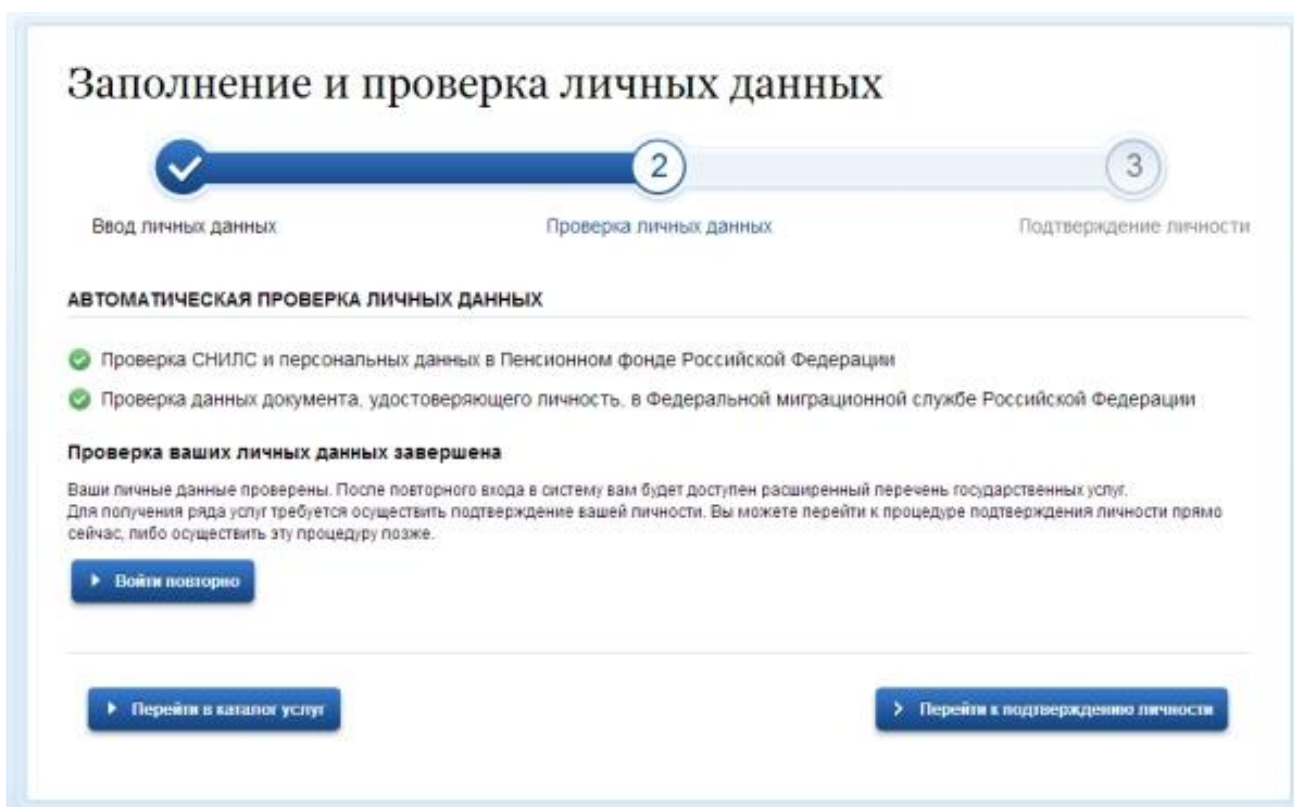 Заполнение и проверка личных данных
2
3
Ввод личных данных
Проверка личных данных
Подтверждение личности
АВТОМАТИЧЕСКАЯ ПРОВЕРКА ЛИЧНЫХ ДАННЫХ
Проверка СНИЛС и персональных данных в Пенсионном фонде Российской Федерации
Проверка данных документа, удостоверяющего личность, в Федеральной миграционной службе Российской Федерации
Проверка ваших личных данных завершена
Ваши личные данные проверены. После повторного входа в систему вам будет доступен расширенный перечень государственных услуг.
Для получения ряда услуг требуется осуществить подтверждение вашей личности. Вы можете перейти к процедуре подтверждения личности прямо
сейчас, либо осуществить эту процедуру позже.
Войти повторно
Перейти в каталог услуг
Перейти к подтверждению личности